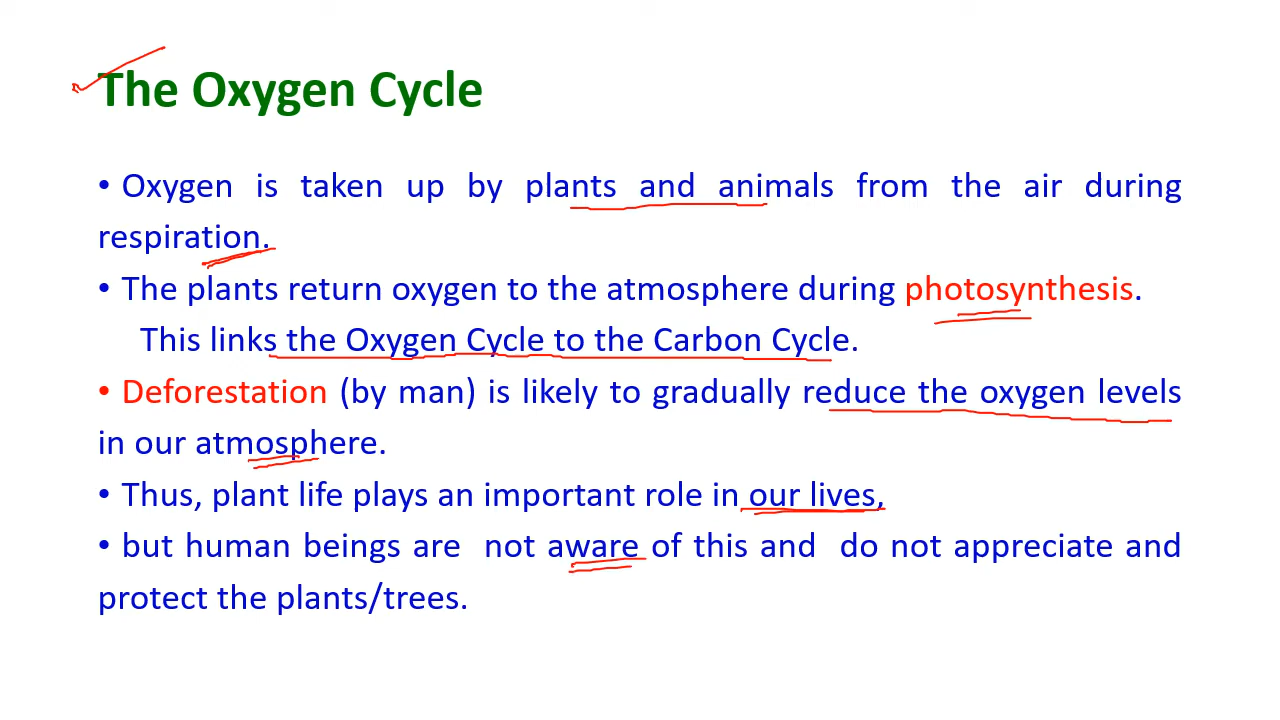 The Oxygen Cycle
• Oxygen is taken up by plants and animals from the air during
respiration.
• The plants return oxygen to the atmosphere during photosynthesis.
This links the Oxygen Cycle to the Carbon Cycle.
• Deforestation (by man) is likely to gradually reduce the oxygen levels
in our atmosphere.
• Thus, plant life plays an important role in our lives,
• but human beings are not aware of this and do not appreciate and
protect the plants/trees.